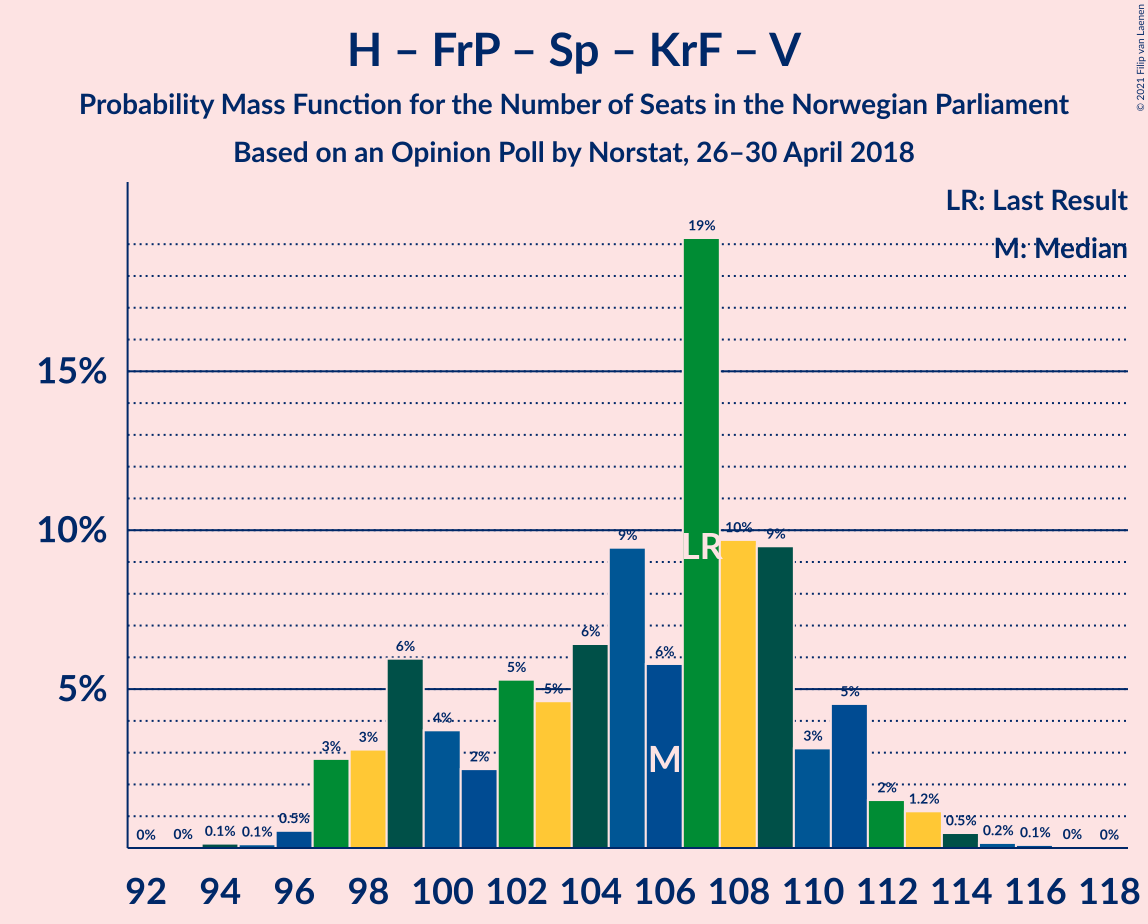 H – FrP – Sp – KrF – V
Probability Mass Function for the Number of Seats in the Norwegian Parliament
Based on an Opinion Poll by Norstat, 26–30 April 2018
© 2021 Filip van Laenen
LR: Last Result
M: Median
15%
10%
5%
0% 0% 0.1% 0.1% 0.5% 3% 3% 6% 4% 2% 5% 5% 6% 9% 6% 19% 10% 9% 3% 5% 2% 1.2% 0.5% 0.2% 0.1% 0% 0%
LR
M
92 94 96 98 100 102 104 106 108 110 112 114 116 118